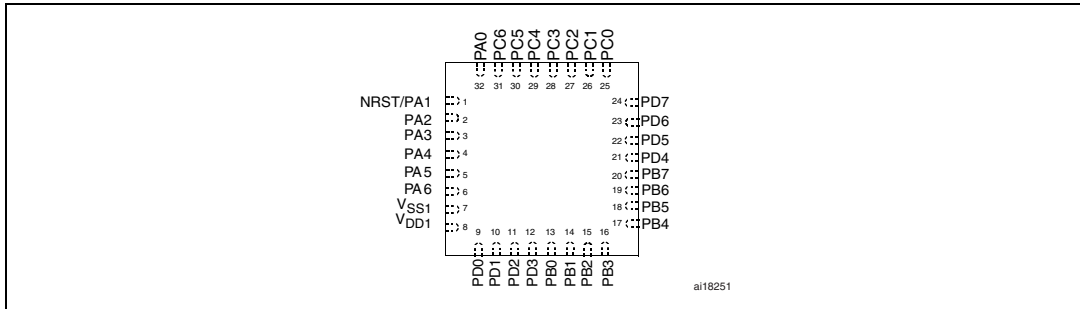 PA0 PC6 PC5 PC4 PC3 PC2 PC1 PC0
32 31 30 29 28 27 26 25
NRST/PA1 1
PA2 2
PA3 3
PA4 4
PA5 5
PA6 6
VSS1 7
VDD1 8
24 PD7
23 PD6
22 PD5
21 PD4
20 PB7
19 PB6
18 PB5
17 PB4
9 10 11 12 13 14 15 16
PD0 PD1 PD2 PD3 PB0 PB1 PB2 PB3
ai18251